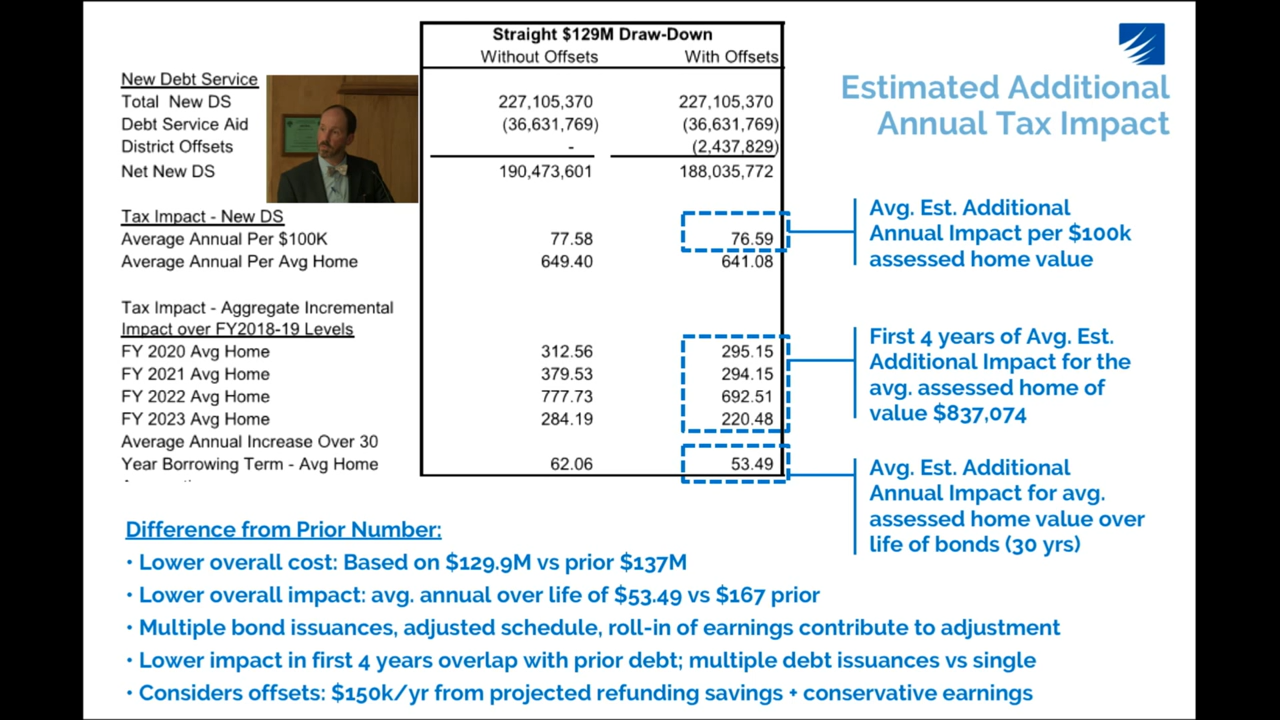 Straight $129M Draw-Down
Without Offsets With Offsets
New Debt Service
Total New DS 227,105,370 227,105,370
Debt Service Aid (36,631,769) (36,631,769)
District Offsets - (2,437,829)
Net New DS 190,473,601 188,035,772
Tax Impact - New DS
Average Annual Per $100K 77.58 76.59
Average Annual Per Avg Home 649.40 641.08
Tax Impact - Aggregate Incremental
Impact over FY2018-19 Levels
FY 2020 Avg Home 312.56 295.15
FY 2021 Avg Home 379.53 294.15
FY 2022 Avg Home 777.73 692.51
FY 2023 Avg Home 284.19 220.48
Average Annual Increase Over 30
Year Borrowing Term - Avg Home 62.06 53.49
Estimated Additional
Annual Tax Impact
Avg. Est. Additional
Annual Impact per $100k
assessed home value
First 4 years of Avg. Est.
Additional Impact for the
avg. assessed home of
value $837,074
Avg. Est. Additional
Annual Impact for avg.
assessed home value over
life of bonds (30 yrs)
Difference from Prior Number:
• Lower overall cost: Based on $129.9M vs prior $137M
• Lower overall impact: avg. annual over life of $53.49 vs $167 prior
• Multiple bond issuances, adjusted schedule, roll-in of earnings contribute to adjustment
• Lower impact in first 4 years overlap with prior debt; multiple debt issuances vs single
• Considers offsets: $150k/yr from projected refunding savings + conservative earnings